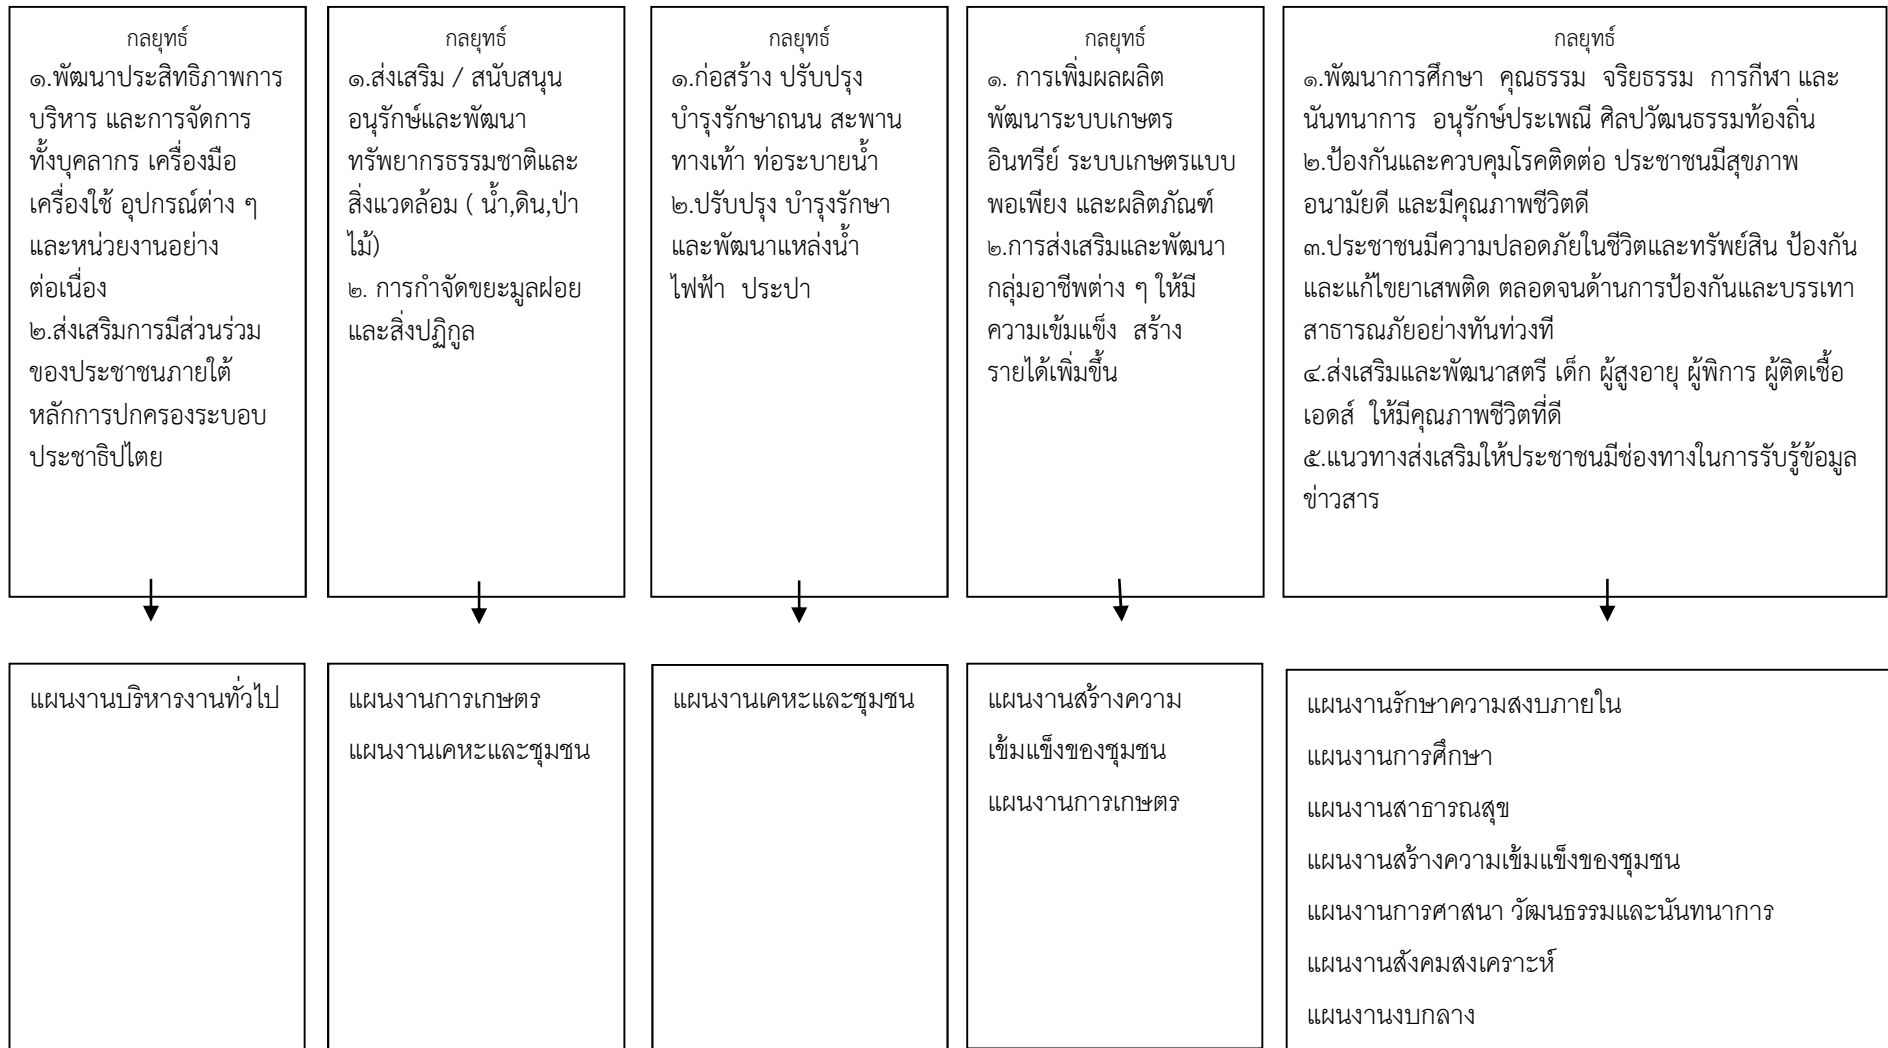 กลยุทธ์
๑.พัฒนาประสิทธิภาพการ
บริหาร และการจัดการ
ทั้งบุคลากร เครื่องมือ
เครื่องใช้ อุปกรณ์ต่าง ๆ
และหน่วยงานอย่าง
ต่อเนื่อง
๒.ส่งเสริมการมีส่วนร่วม
ของประชาชนภายใต้
หลักการปกครองระบอบ
ประชาธิปไตย
กลยุทธ์
๑.ส่งเสริม / สนับสนุน
อนุรักษ์และพัฒนา
ทรัพยากรธรรมชาติและ
สิ่งแวดล้อม ( น้ำ,ดิน,ป่า
ไม้)
๒. การกำจัดขยะมูลฝอย
และสิ่งปฏิกูล
กลยุทธ์
๑.ก่อสร้าง ปรับปรุง
บำรุงรักษาถนน สะพาน
ทางเท้า ท่อระบายน้ำ
๒.ปรับปรุง บำรุงรักษา
และพัฒนาแหล่งน้ำ
ไฟฟ้า ประปา
กลยุทธ์
๑. การเพิ่มผลผลิต
พัฒนาระบบเกษตร
อินทรีย์ ระบบเกษตรแบบ
พอเพียง และผลิตภัณฑ์
๒.การส่งเสริมและพัฒนา
กลุ่มอาชีพต่าง ๆ ให้มี
ความเข้มแข็ง สร้าง
รายได้เพิ่มขึ้น
กลยุทธ์
๑.พัฒนาการศึกษา คุณธรรม จริยธรรม การกีฬา และ
นันทนาการ อนุรักษ์ประเพณี ศิลปวัฒนธรรมท้องถิ่น
๒.ป้องกันและควบคุมโรคติดต่อ ประชาชนมีสุขภาพ
อนามัยดี และมีคุณภาพชีวิตดี
๓.ประชาชนมีความปลอดภัยในชีวิตและทรัพย์สิน ป้องกัน
และแก้ไขยาเสพติด ตลอดจนด้านการป้องกันและบรรเทา
สาธารณภัยอย่างทันท่วงที
๔.ส่งเสริมและพัฒนาสตรี เด็ก ผู้สูงอายุ ผู้พิการ ผู้ติดเชื้อ
เอดส์ ให้มีคุณภาพชีวิตที่ดี
๕.แนวทางส่งเสริมให้ประชาชนมีช่องทางในการรับรู้ข้อมูล
ข่าวสาร
แผนงานบริหารงานทั่วไป
แผนงานการเกษตร
แผนงานเคหะและชุมชน
แผนงานเคหะและชุมชน
แผนงานสร้างความ
เข้มแข็งของชุมชน
แผนงานการเกษตร
แผนงานรักษาความสงบภายใน
แผนงานการศึกษา
แผนงานสาธารณสุข
แผนงานสร้างความเข้มแข็งของชุมชน
แผนงานการศาสนา วัฒนธรรมและนันทนาการ
แผนงานสังคมสงเคราะห์
แผนงานงบกลาง